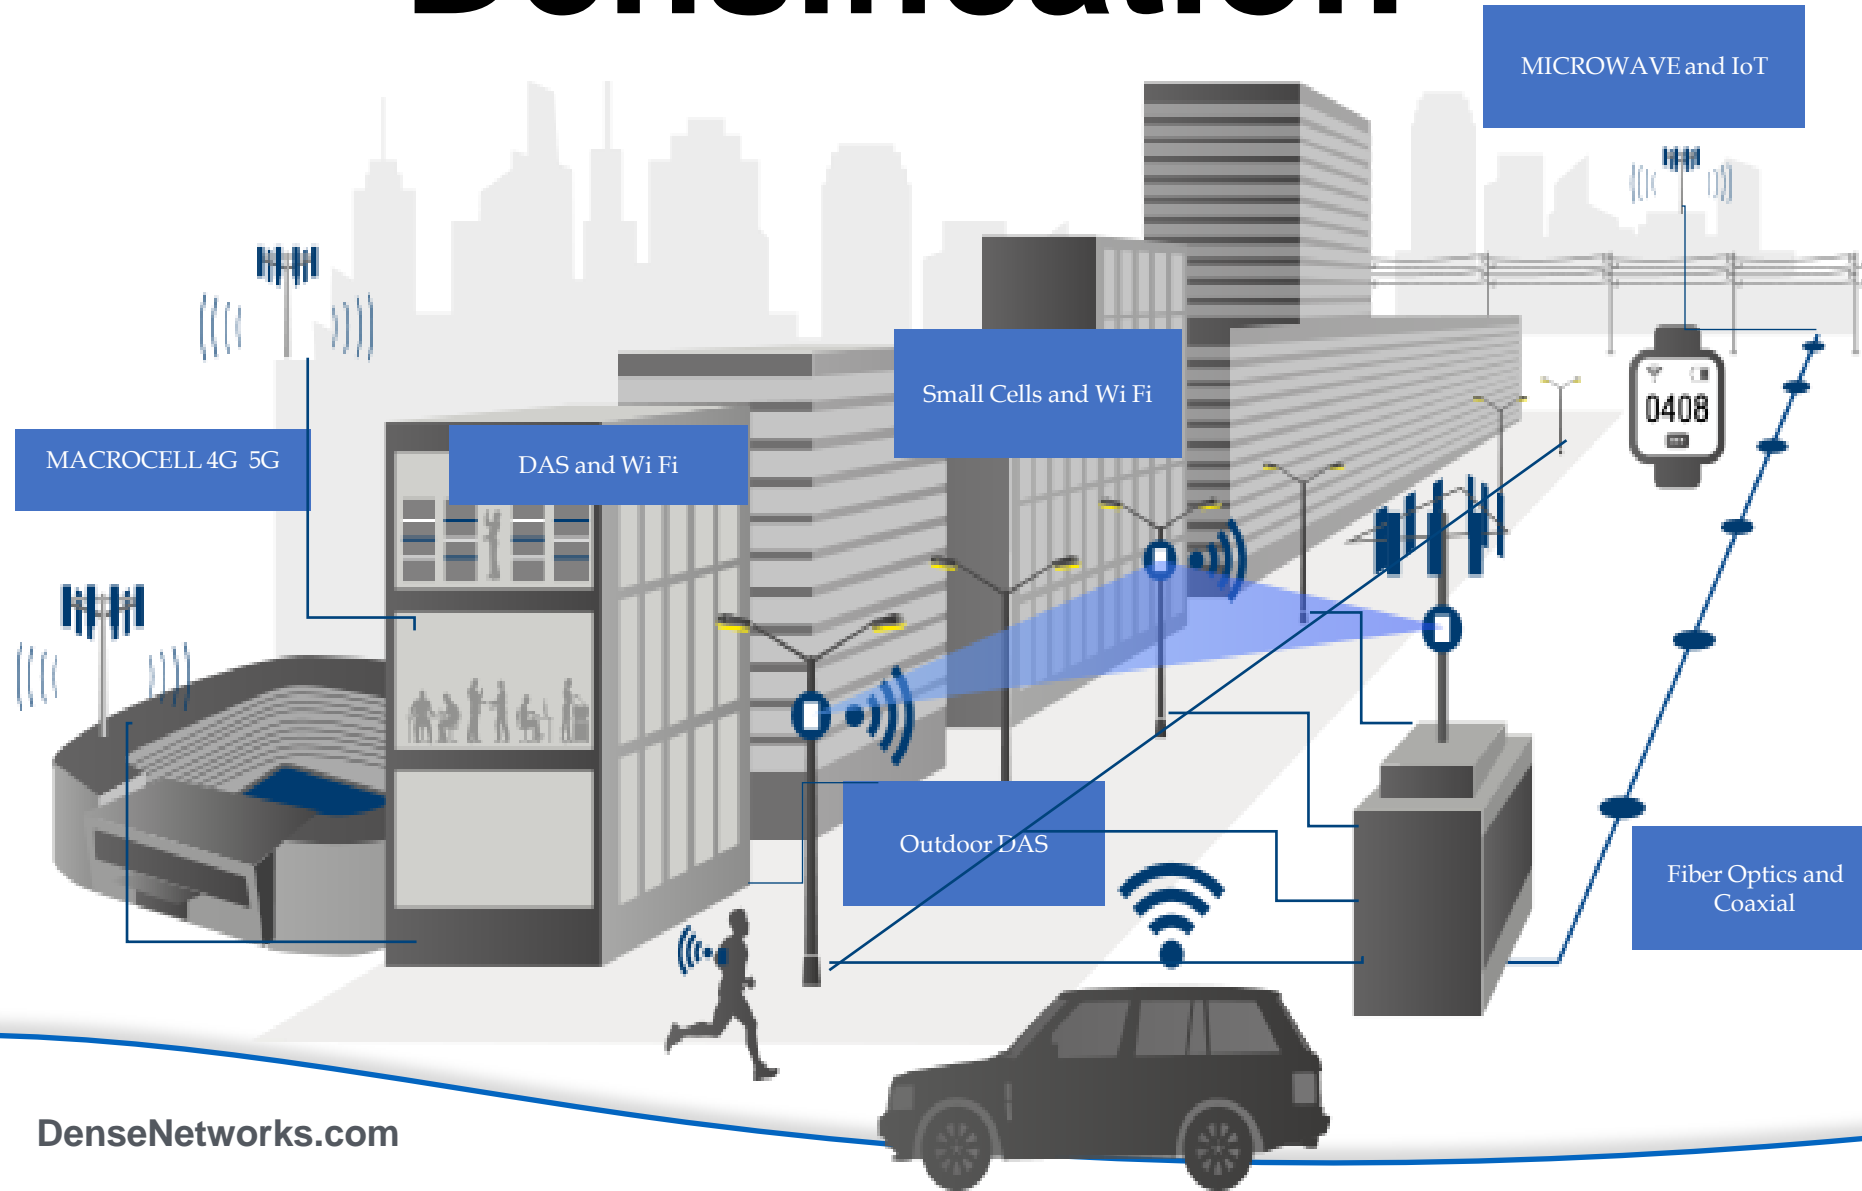 Densification
MICROWAVE and IoT
Small Cells and Wi Fi
MACROCELL 4G  5G
DAS and Wi Fi
0408
Outdoor DAS
Fiber Optics and
Coaxial
DenseNetworks.com